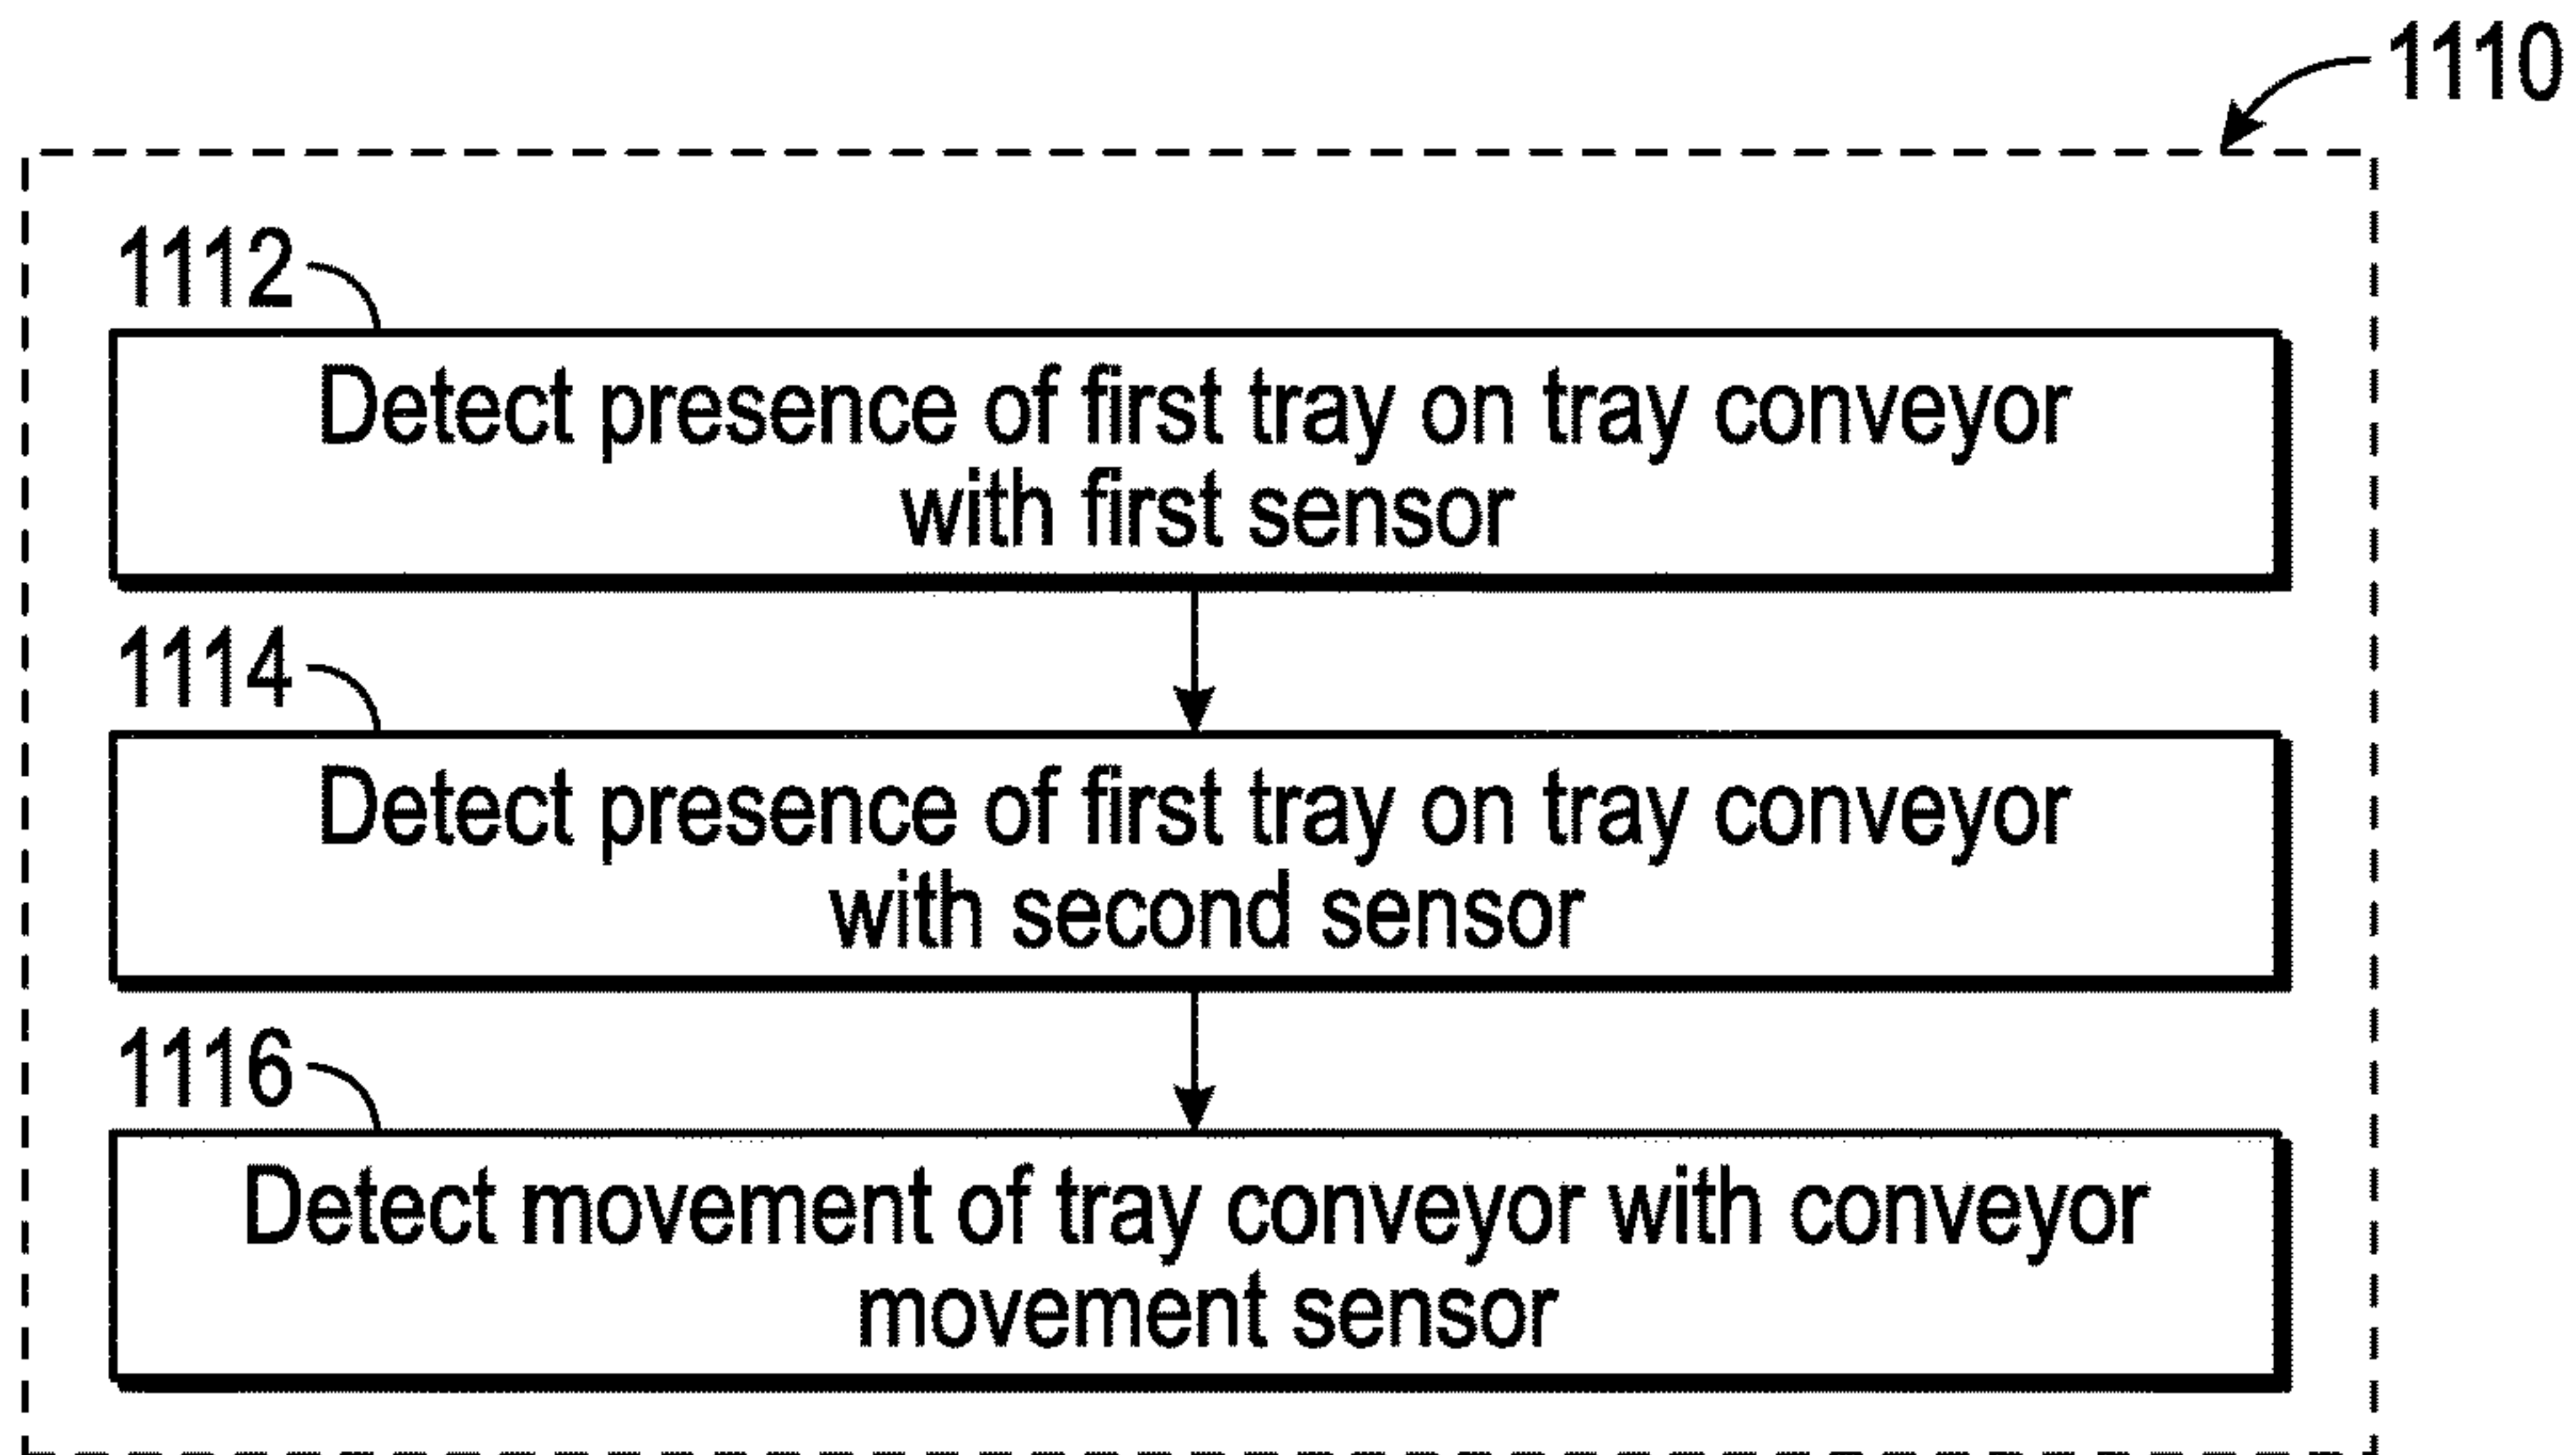 1110
1112
Detect presence of first tray on tray conveyor
with first sensor
1114
Detect presence of first tray on tray conveyor
with second sensor
1116
Detect movement of tray conveyor with conveyor
movement sensor